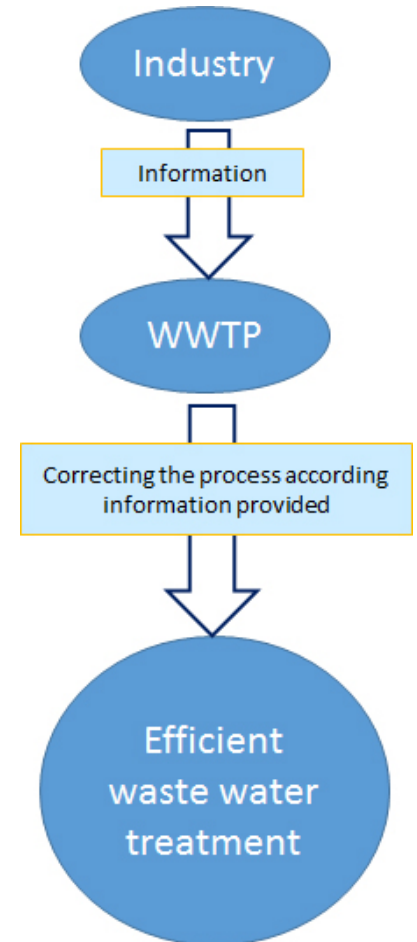 Industry
Information
WWTP
Correcting the process according
information provided
Efficient
waste water
treatment